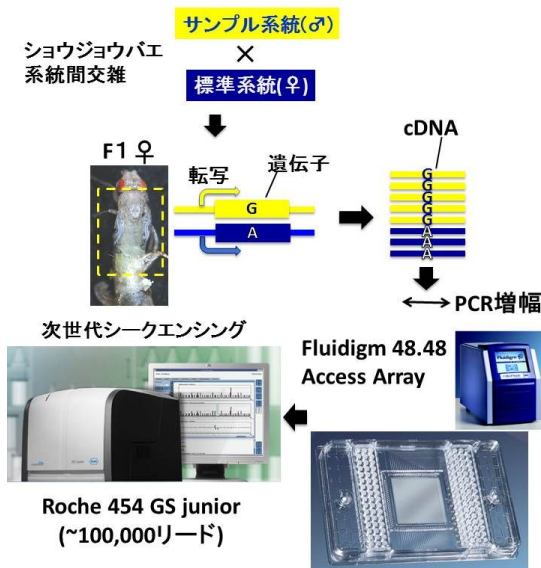 サンプル系統(♂)
ショウジョウバエ
系統間交雑
×
標準系統(♀)
F1 ♀
転写
遺伝子
cDNA
G
A
G
G
G
G
G
A
A
A
PCR増幅
次世代シークエンシング
Fluidigm 48.48
Access Array
Roche 454 GS junior
(~100,000リード)